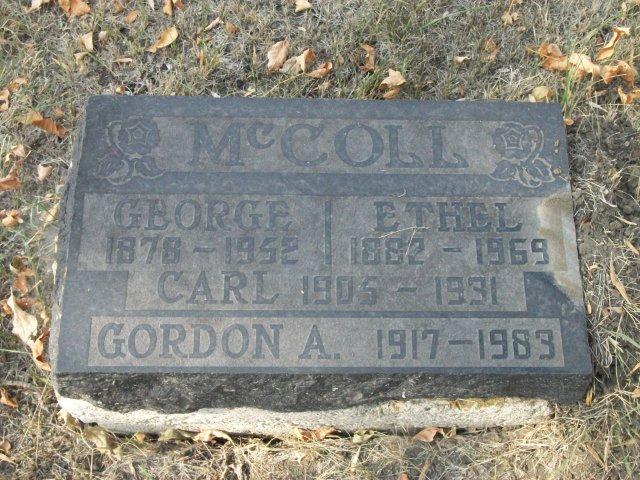 McCOLL
GEORGE ETHEL
1878 - 1952 1882 - 1969
CARL 1905 - 1931
GORDON A. 1917 - 1983